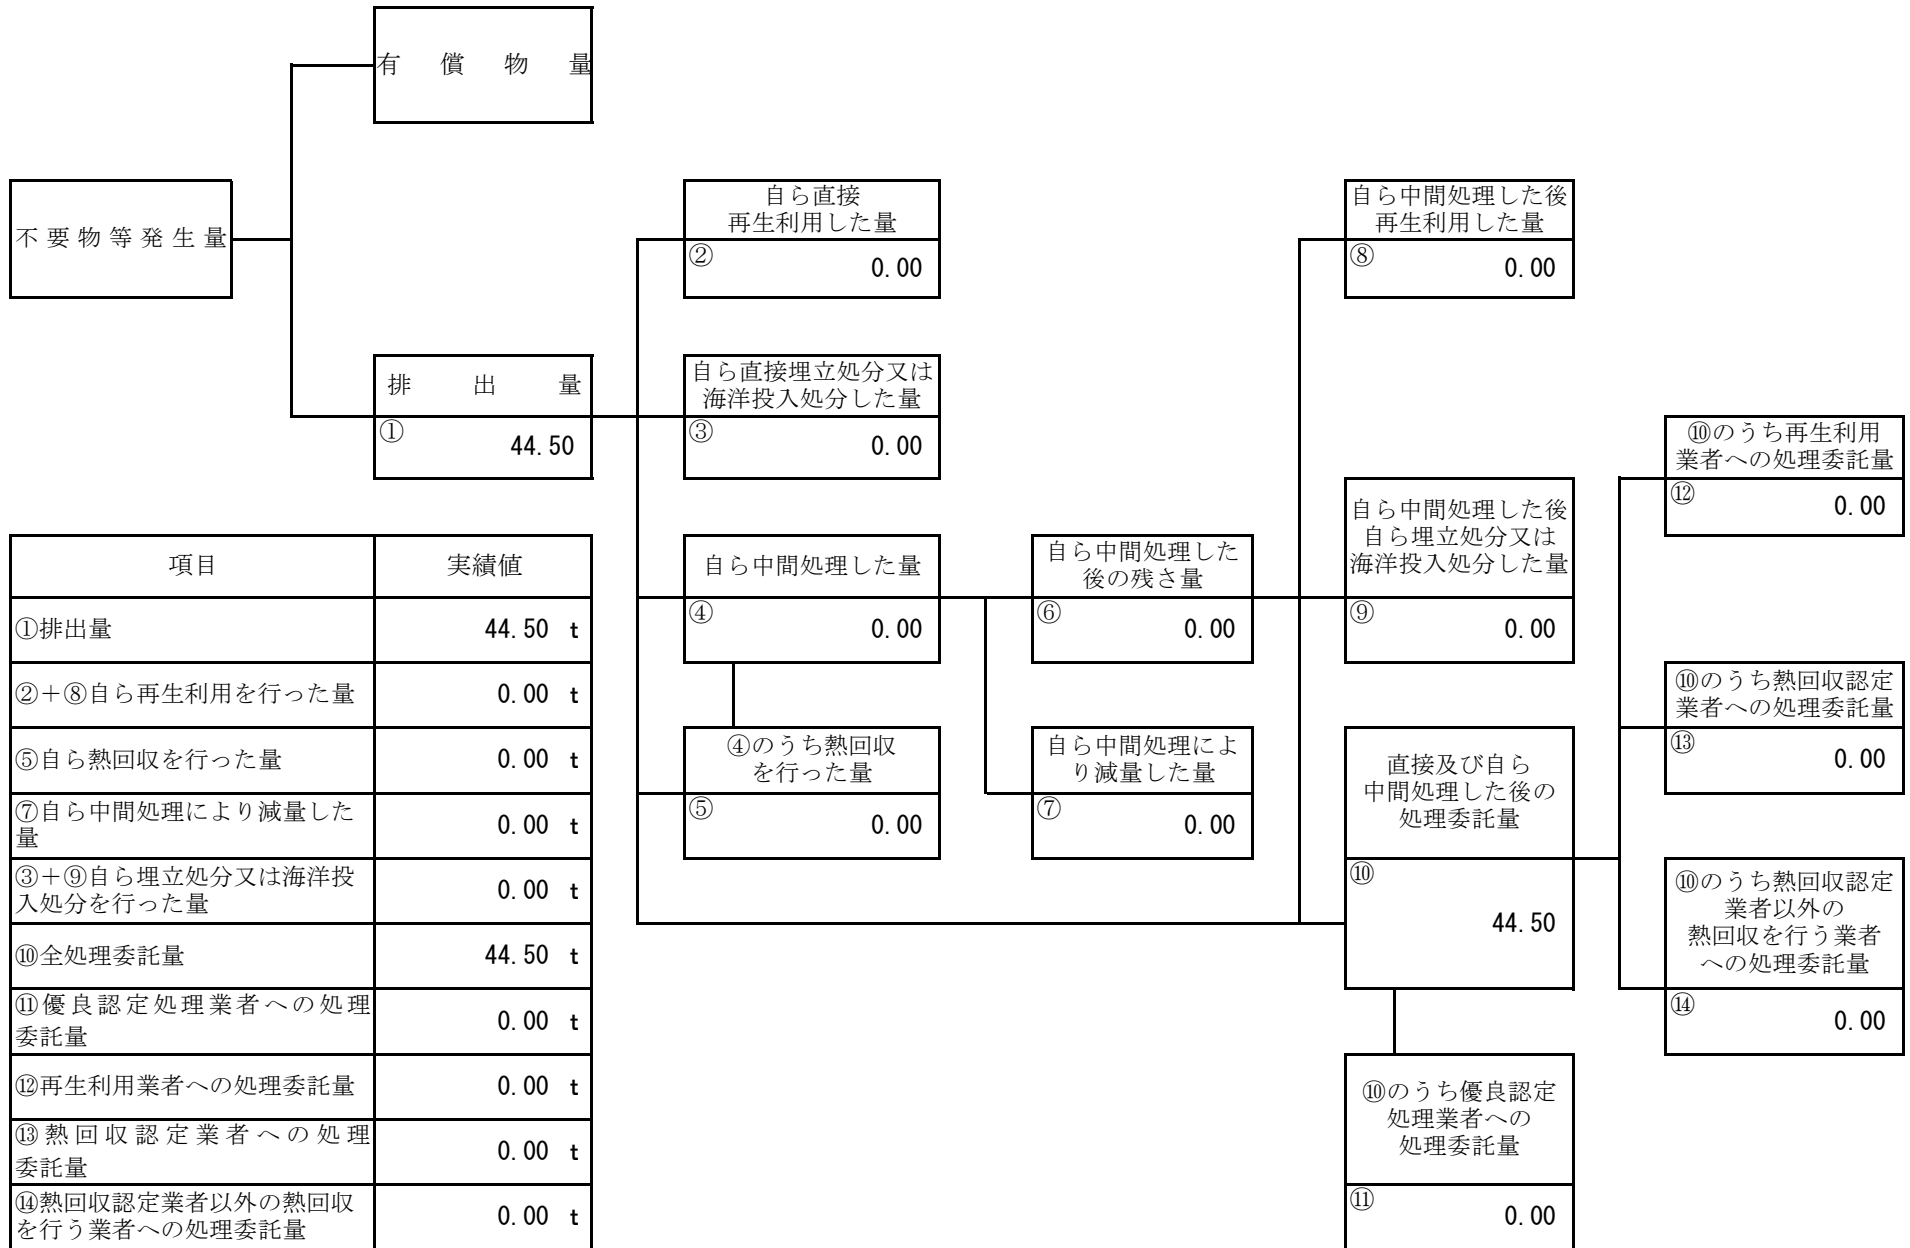 有償物量
不要物等発生量
排出量
①
44.50
自ら直接
再生利用した量
②
0.00
自ら直接埋立処分又は
海洋投入処分した量
③
0.00
自ら中間処理した量
④
0.00
④のうち熱回収
を行った量
⑤
0.00
自ら中間処理した
後の残さ量
⑥
0.00
自ら中間処理によ
り減量した量
⑦
0.00
自ら中間処理した後
再生利用した量
⑧
0.00
自ら中間処理した後
自ら埋立処分又は
海洋投入処分した量
⑨
0.00
直接及び自ら
中間処理した後の
処理委託量
⑩
44.50
⑩のうち優良認定
処理業者への
処理委託量
⑪
0.00
⑩のうち再生利用
業者への処理委託量
⑫
0.00
⑩のうち熱回収認定
業者への処理委託量
⑬
0.00
⑩のうち熱回収認定
業者以外の
熱回収を行う業者
への処理委託量
⑭
0.00
項目 実績値
①排出量 44.50 t
②＋⑧自ら再生利用を行った量 0.00 t
⑤自ら熱回収を行った量 0.00 t
⑦自ら中間処理により減量した
量 0.00 t
③＋⑨自ら埋立処分又は海洋投
入処分を行った量 0.00 t
⑩全処理委託量 44.50 t
⑪優良認定処理業者への処理
委託量 0.00 t
⑫再生利用業者への処理委託量 0.00 t
⑬熱回収認定業者への処理
委託量 0.00 t
⑭熱回収認定業者以外の熱回収
を行う業者への処理委託量 0.00 t